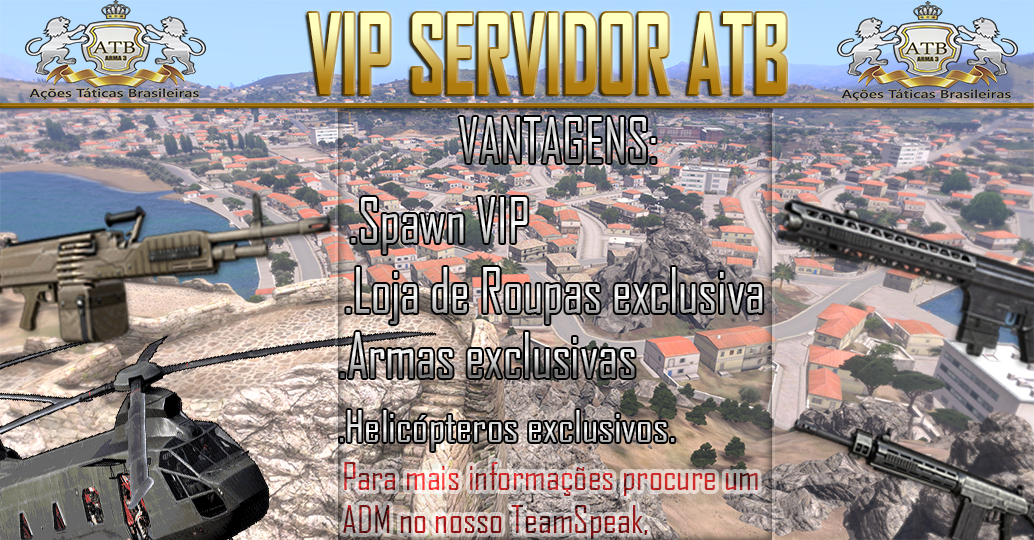 VIP SERVIDOR ATB
ATB
ARMA 3
Ações Táticas Brasileiras
ATB
ARMA 3
Ações Táticas Brasileiras
VANTAGENS:
.Spawn VIP
.Loja de Roupas exclusiva
.Armas exclusivas
.Helicópteros exclusivos.
Para mais informações procure um
ADM no nosso TeamSpeak,